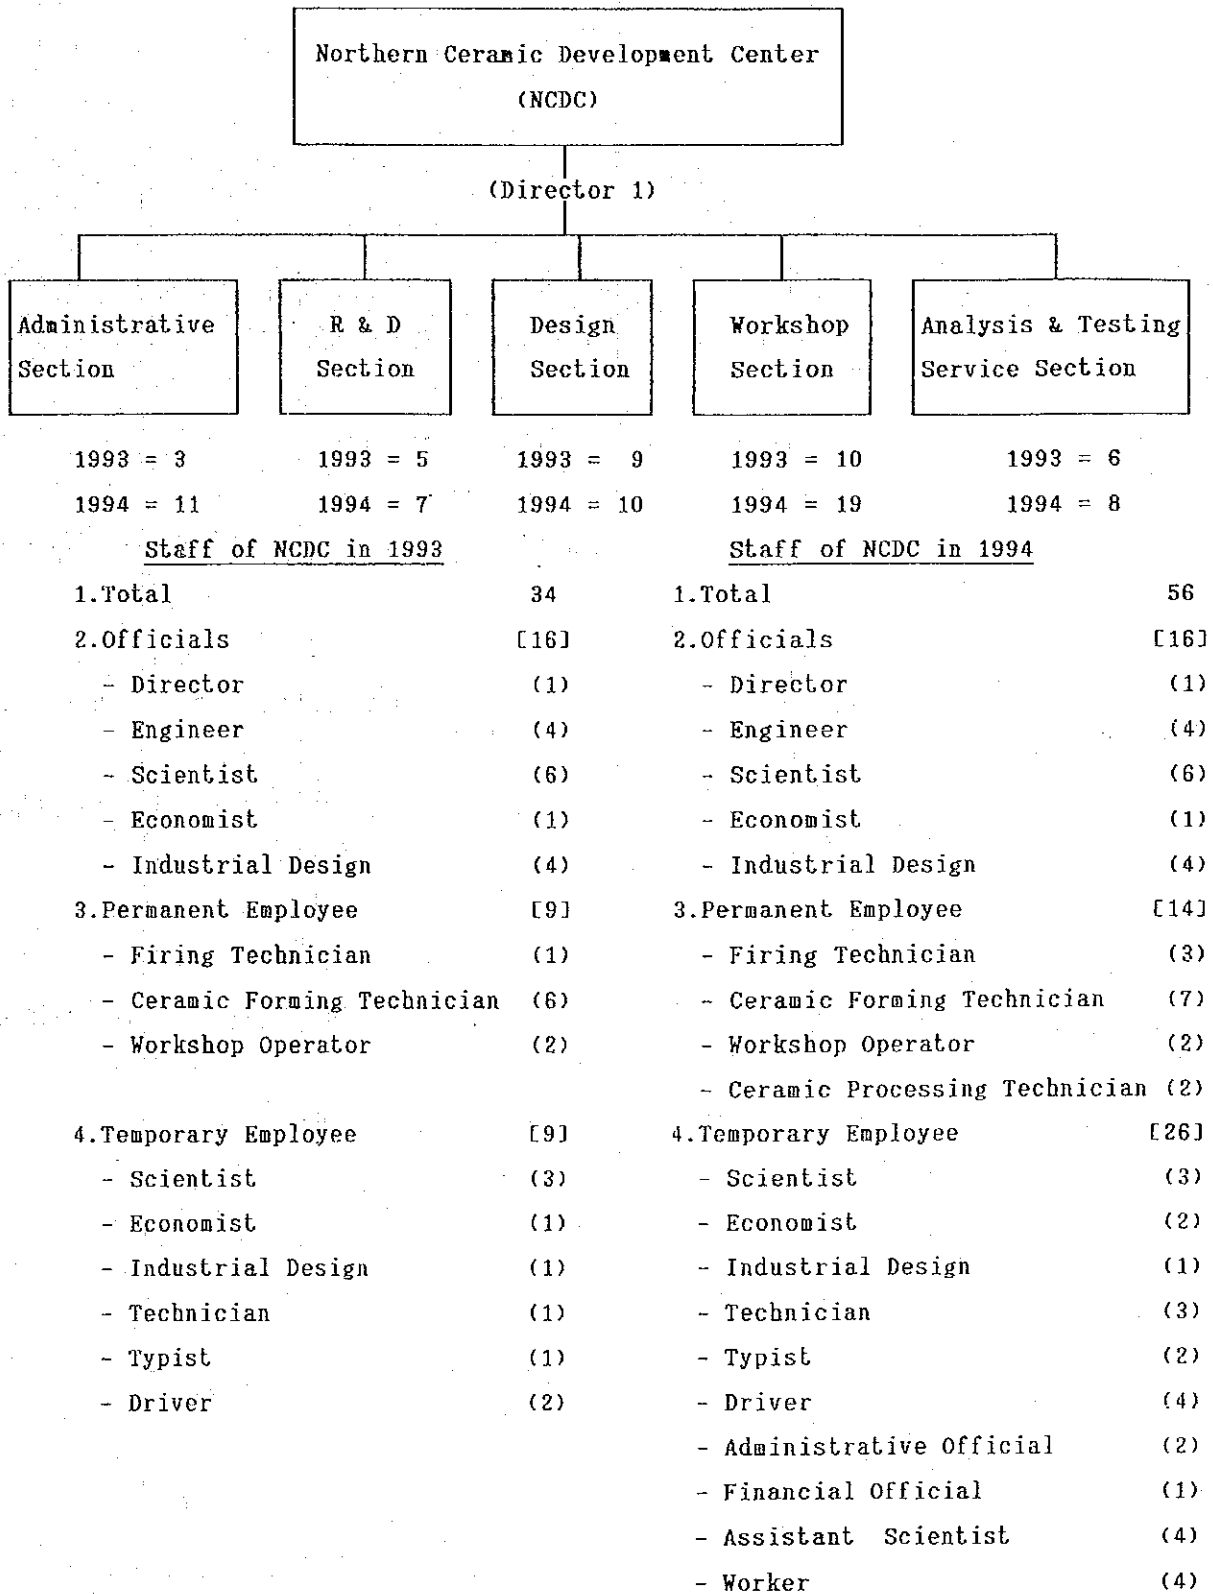 Northern Ceramic Development Center
(NCDC)
(Director 1)
Administrative Section
R & D Section
Design Section
Workshop Section
Analysis & Testing Service Section
1993 = 3 1993 = 5 1993 = 9 1993 = 10 1993 = 6
1994 = 11 1994 = 7 1994 = 10 1994 = 19 1994 = 8
Staff of NCDC in 1993
1.Total 34
2.Officials [16]
- Director (1)
- Engineer (4)
- Scientist (6)
- Economist (1)
- Industrial Design (4)
3.Permanent Employee [9]
- Firing Technician (1)
- Ceramic Forming Technician (6)
- Workshop Operator (2)
4.Temporary Employee [9]
- Scientist (3)
- Economist (1)
- Industrial Design (1)
- Technician (1)
- Typist (1)
- Driver (2)
Staff of NCDC in 1994
1.Total 56
2.Officials [16]
- Director (1)
- Engineer (4)
- Scientist (6)
- Economist (1)
- Industrial Design (4)
3.Permanent Employee [14]
- Firing Technician (3)
- Ceramic Forming Technician (7)
- Workshop Operator (2)
- Ceramic Processing Technician (2)
4.Temporary Employee [26]
- Scientist (3)
- Economist (2)
- Industrial Design (1)
- Technician (3)
- Typist (2)
- Driver (4)
- Administrative Official (2)
- Financial Official (1)
- Assistant Scientist (4)
- Worker (4)